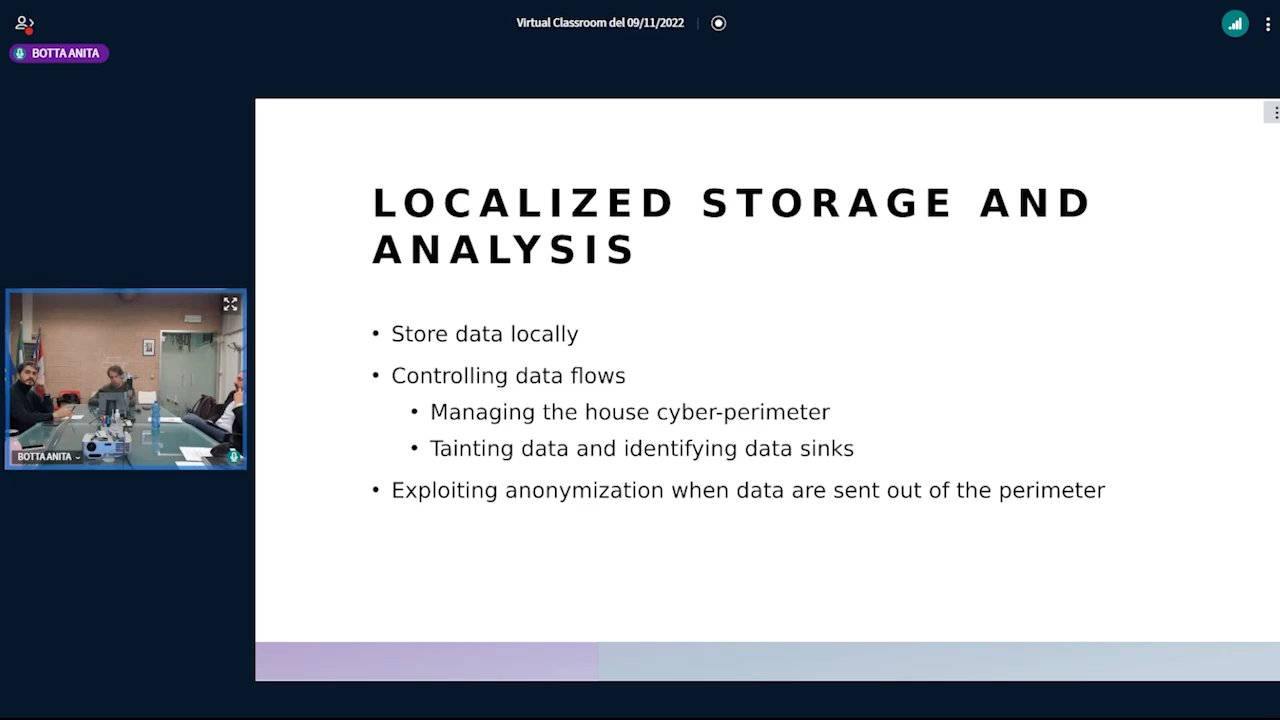 Virtual Classroom del 09/11/2022
BOTTA ANITA
LOCALIZED STORAGE AND
ANALYSIS
• Store data locally
• Controlling data flows
• Managing the house cyber-perimeter
• Tainting data and identifying data sinks
• Exploiting anonymization when data are sent out of the perimeter
BOTTA ANITA